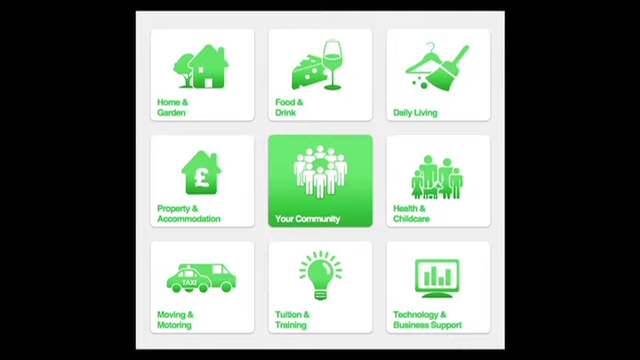 Home &
Garden
Food &
Drink
Daily Living
£
Property &
Accommodation
Your Community
Health &
Childcare
TAXI
Moving &
Motoring
Tuition &
Training
Technology &
Business Support